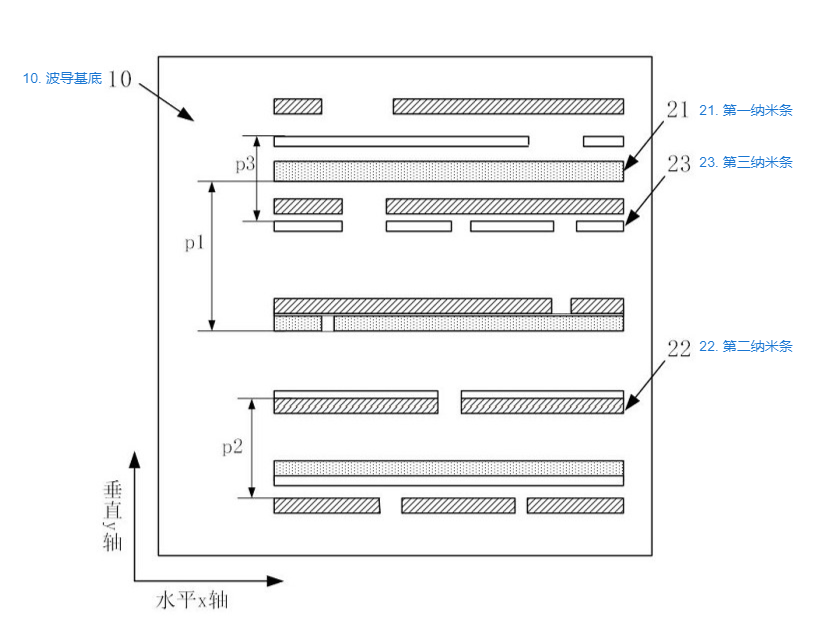 10. 波导基底 10
21 21. 第一纳米条
p3
23 23. 第三纳米条
p1
22 22. 第二纳米条
p2
垂直y轴
水平x轴